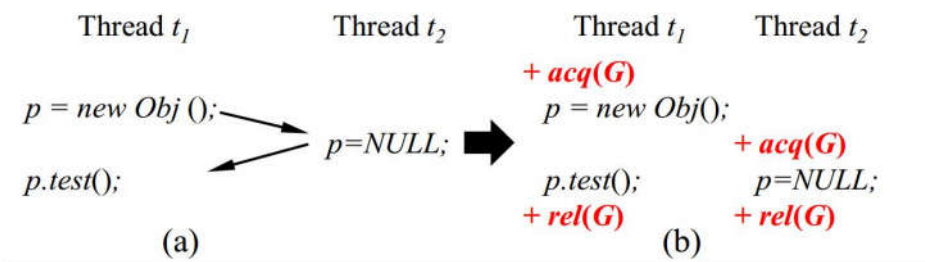 Thread t1 Thread t2 Thread t1 Thread t2
+ acq(G)
p = new Obj (); p = new Obj();
p=NULL; + acq(G)
p.test(); p.test(); p=NULL;
+ rel(G) + rel(G)
(a) (b)